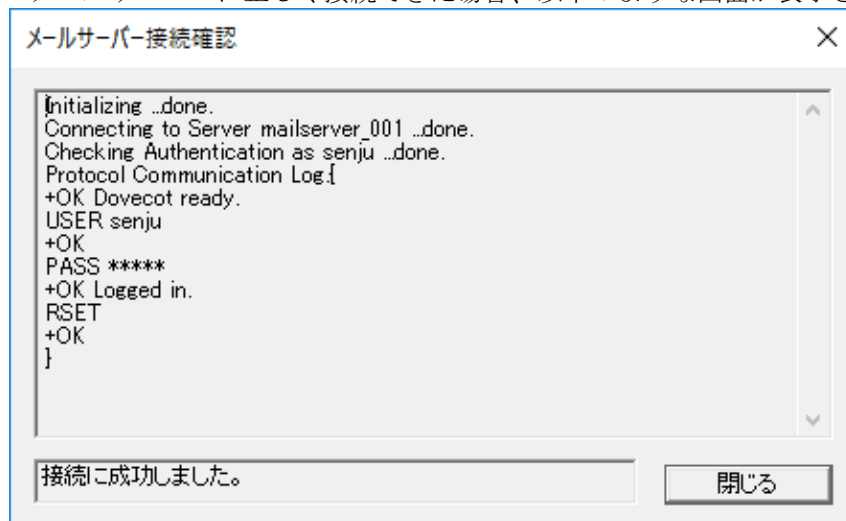 メールサーバー接続確認
Initializing ...done.
Connecting to Server mailserver_001 ...done.
Checking Authentication as senju ...done.
Protocol Communication Log:{
+OK Dovecot ready.
USER senju
+OK
PASS *****
+OK Logged in.
RSET
+OK
}
接続に成功しました。
閉じる